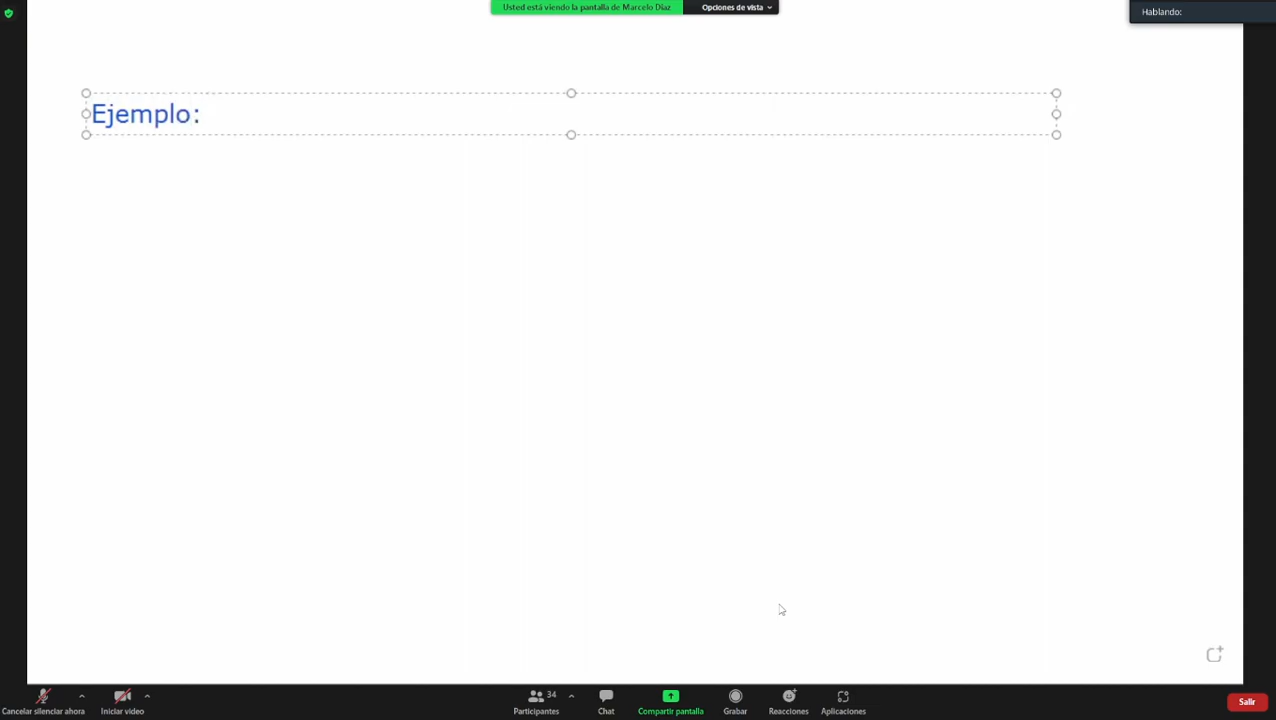 Usted está viendo la pantalla de Marcelo Díaz
Opciones de vista
Hablando:
Ejemplo:
Cancelar silenciar ahora
Iniciar video
34
Participantes
Chat
Compartir pantalla
Grabar
Reacciones
Aplicaciones
Salir